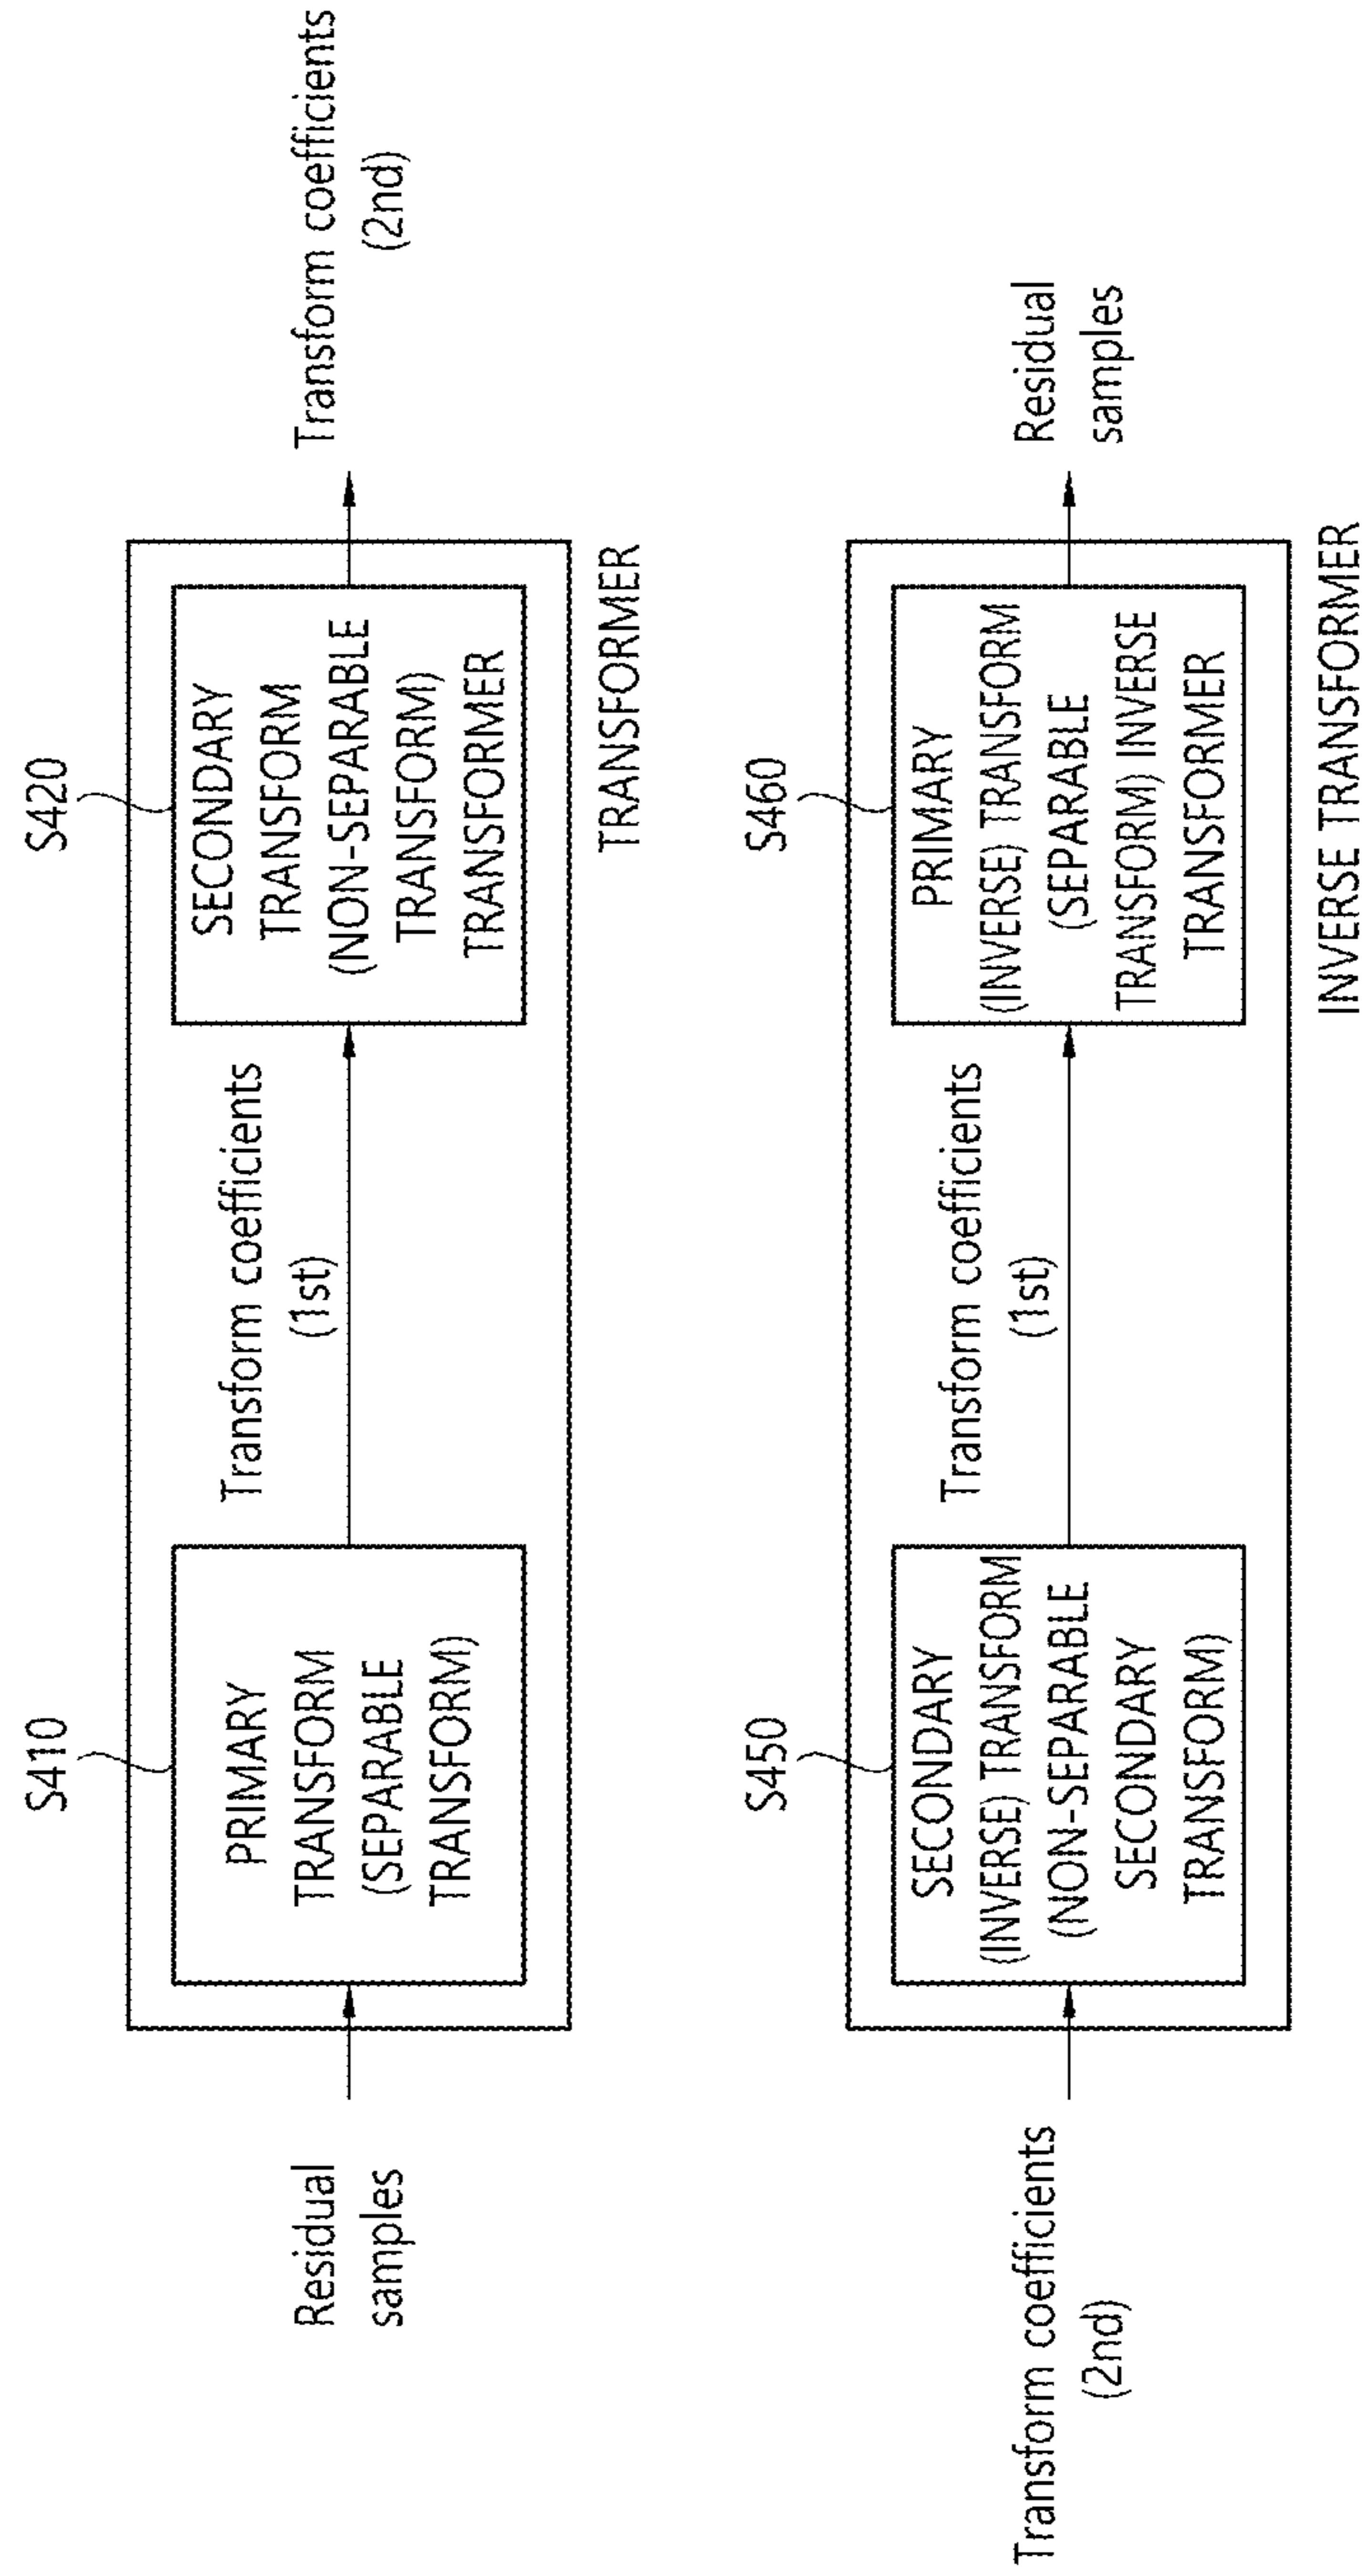 S410
S420
Residual
samples
PRIMARY
TRANSFORM
(SEPARABLE
TRANSFORM)
Transform coefficients
(1st)
SECONDARY
TRANSFORM
(NON-SEPARABLE
TRANSFORM)
TRANSFORMER
Transform coefficients
(2nd)
TRANSFORMER
S450
S460
Transform coefficients
(2nd)
SECONDARY
(INVERSE) TRANSFORM
(NON-SEPARABLE
SECONDARY
TRANSFORM)
Transform coefficients
(1st)
PRIMARY
(INVERSE) TRANSFORM
(SEPARABLE
TRANSFORM) INVERSE
TRANSFORMER
Residual
samples
INVERSE TRANSFORMER